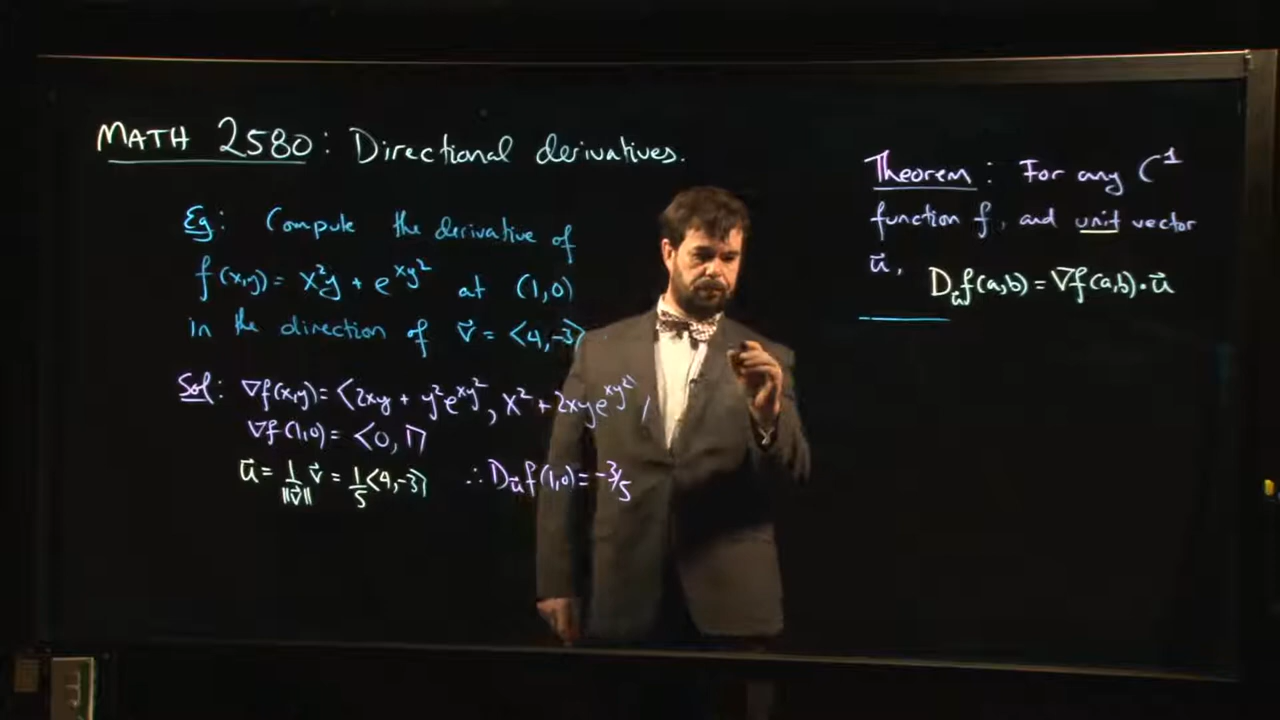 MATH 2580: Directional derivatives.
Eg: Compute the derivative of
f(x,y) = x²y + e^{xy²} at (1,0)
in the direction of v⃗ = ⟨4,-3⟩
Sol: ∇f(x,y) = ⟨2xy + y²e^{xy²}, x² + 2xye^{xy²}⟩
∇f(1,0) = ⟨0,1⟩
u⃗ = 1/‖v⃗‖ v⃗ = 1/5⟨4,-3⟩ ∴ D_u⃗ f(1,0) = -3/5
Theorem: For any C¹
function f, and unit vector
u⃗,
D_u⃗ f(a,b) = ∇f(a,b)·u⃗